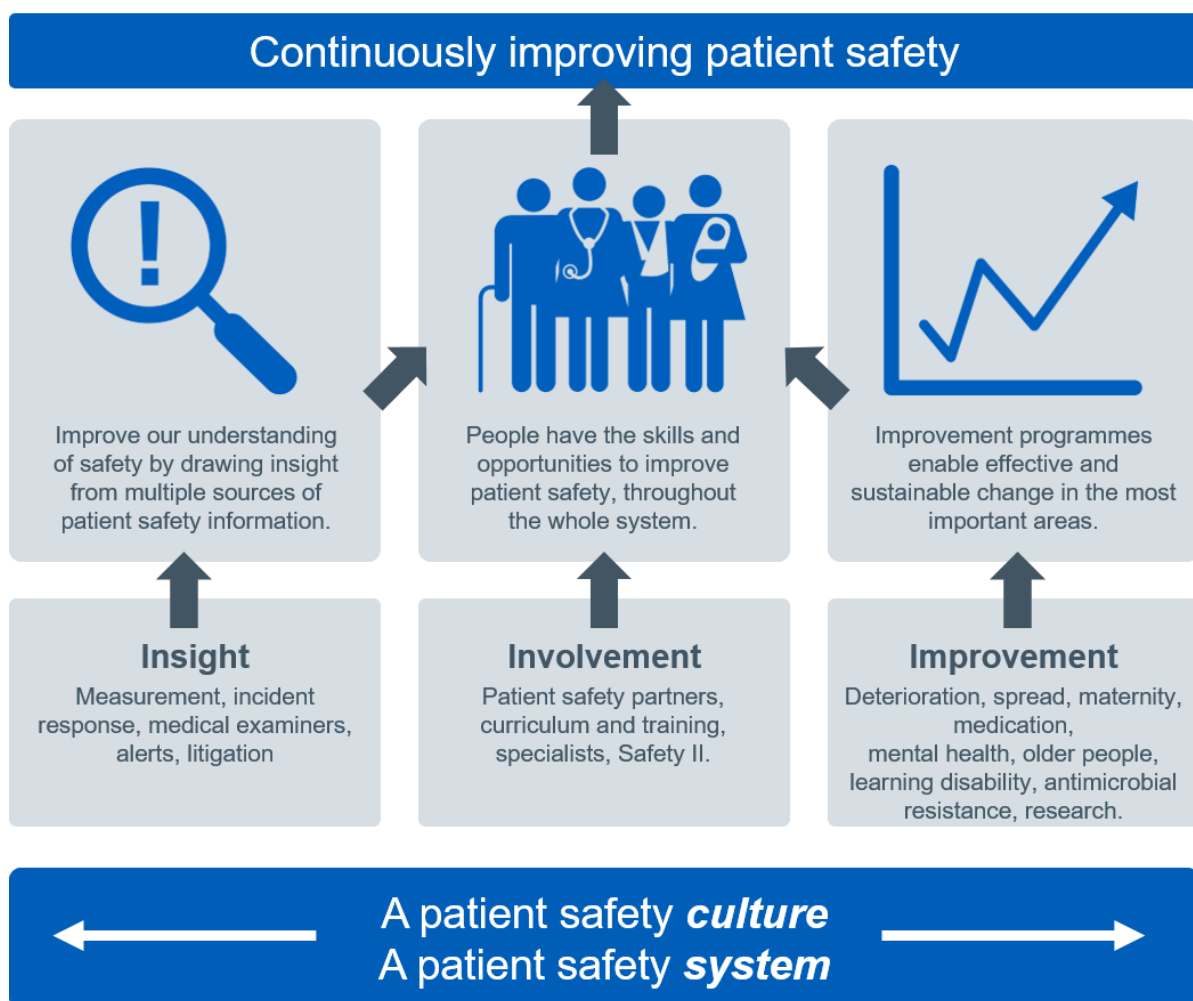 Continuously improving patient safety
!
Improve our understanding
of safety by drawing insight
from multiple sources of
patient safety information.
People have the skills and
opportunities to improve
patient safety, throughout
the whole system.
Improvement programmes
enable effective and
sustainable change in the most
important areas.
Insight
Measurement, incident
response, medical examiners,
alerts, litigation
Involvement
Patient safety partners,
curriculum and training,
specialists, Safety II.
Improvement
Deterioration, spread, maternity,
medication,
mental health, older people,
learning disability, antimicrobial
resistance, research.
A patient safety culture
A patient safety system